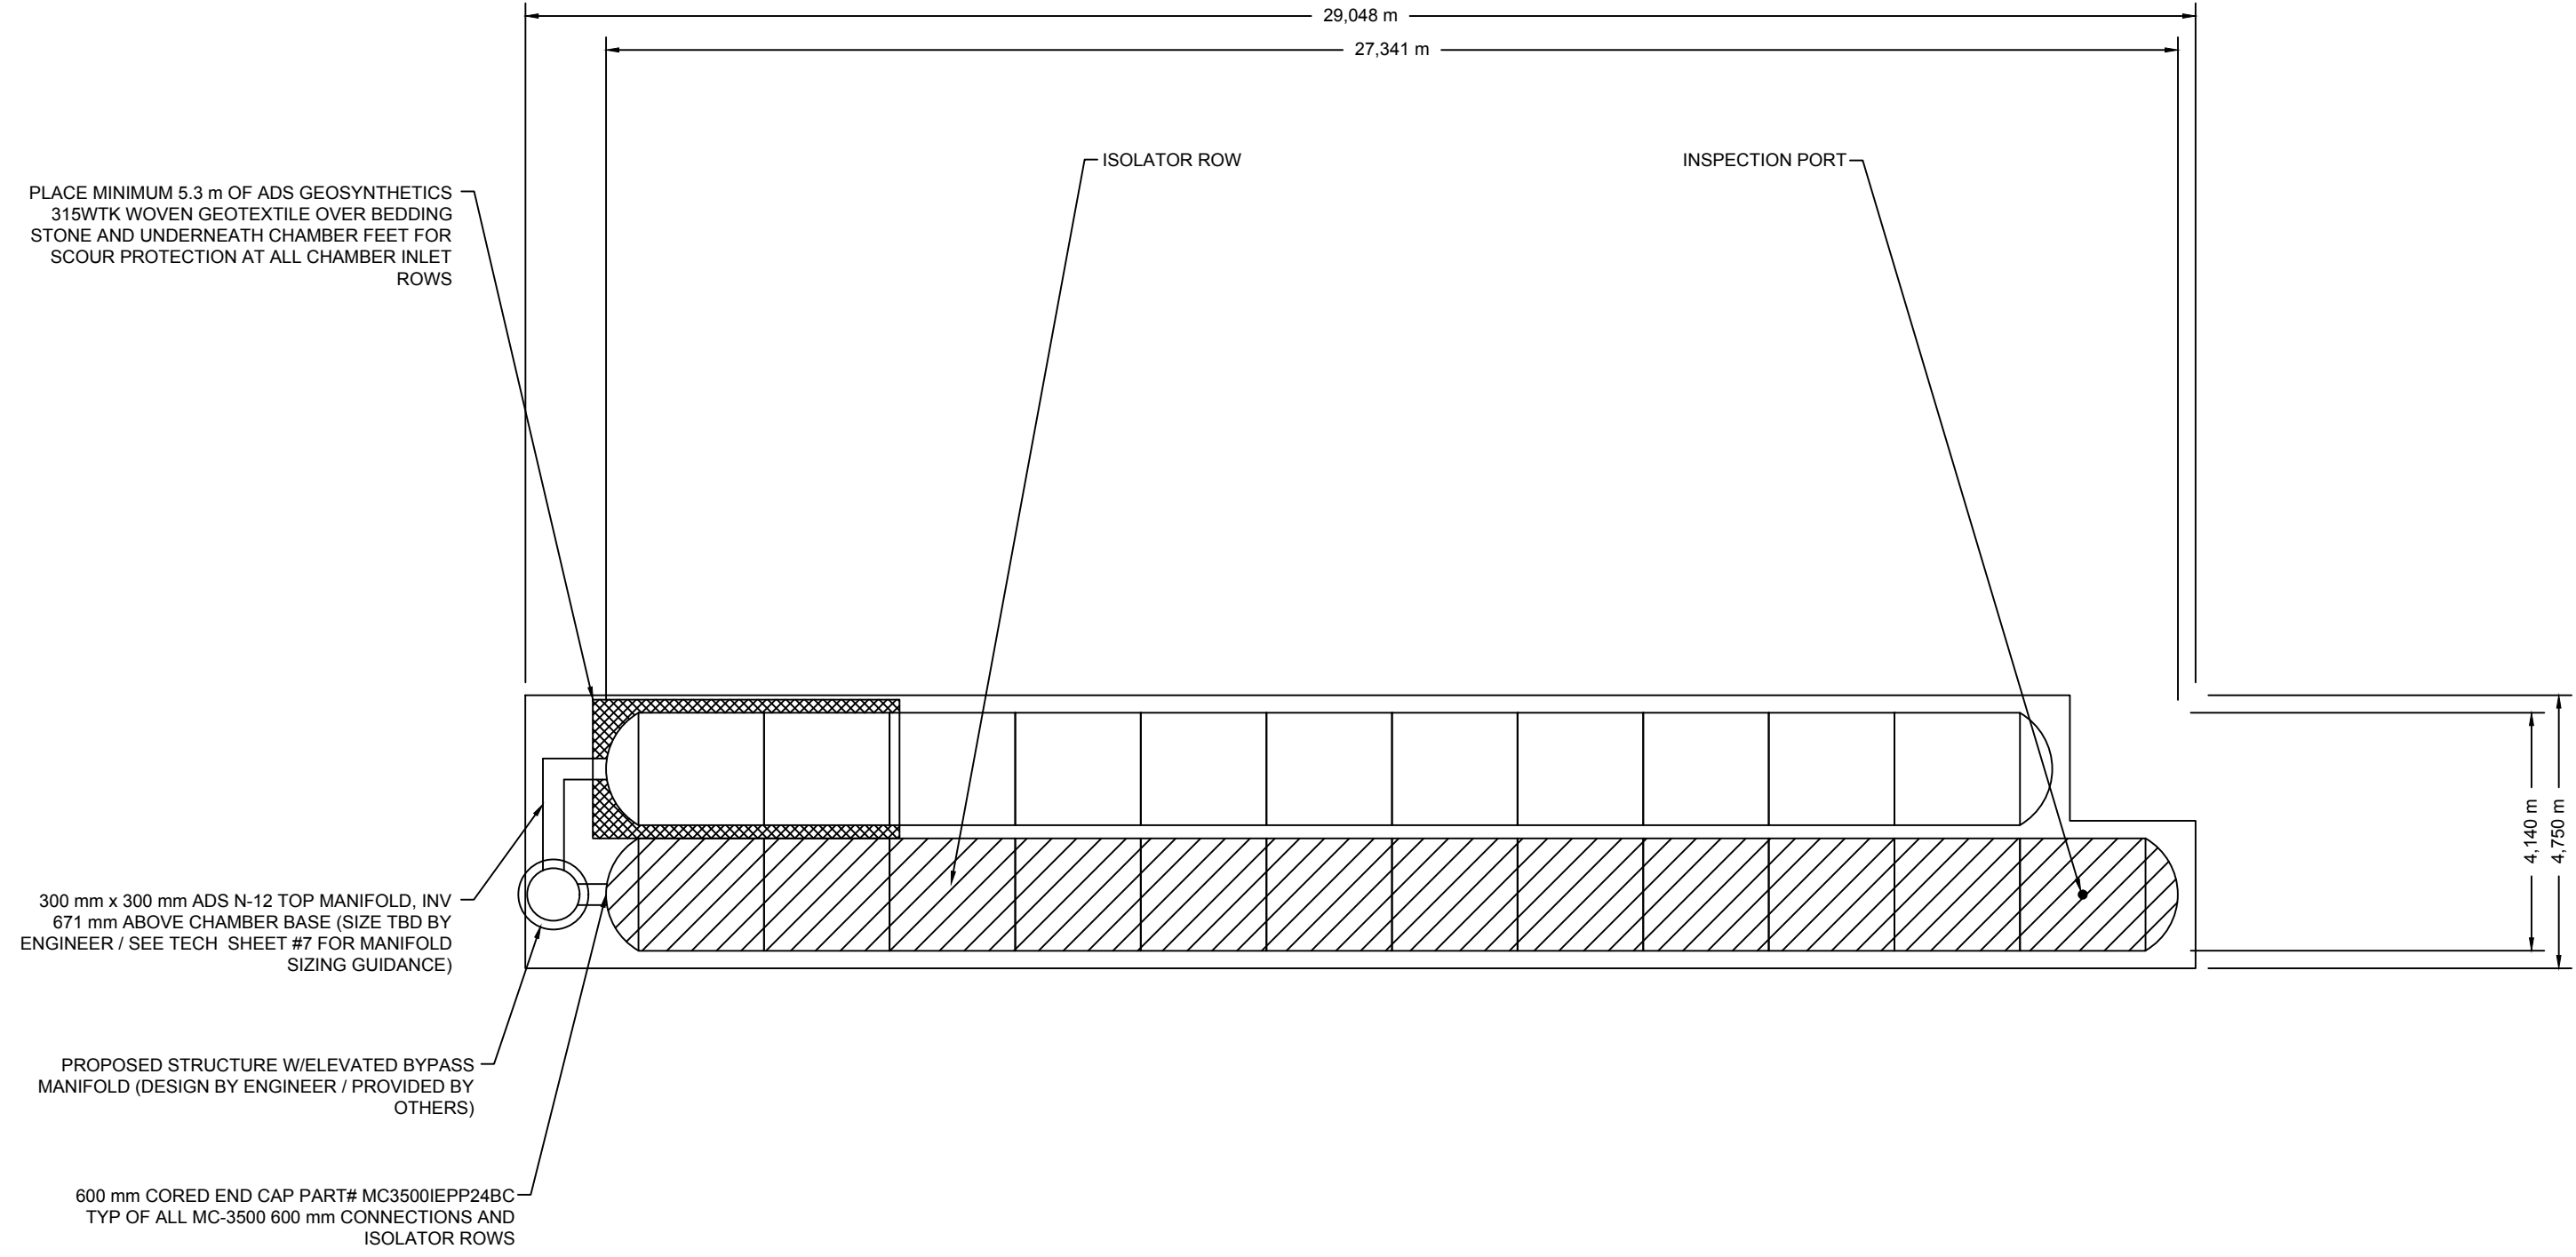 29,048 m
27,341 m
ISOLATOR ROW
INSPECTION PORT
PLACE MINIMUM 5.3 m OF ADS GEOSYNTHETICS
315WTK WOVEN GEOTEXTILE OVER BEDDING
STONE AND UNDERNEATH CHAMBER FEET FOR
SCOUR PROTECTION AT ALL CHAMBER INLET
ROWS
4,140 m
4,750 m
300 mm x 300 mm ADS N-12 TOP MANIFOLD, INV
671 mm ABOVE CHAMBER BASE (SIZE TBD BY
ENGINEER / SEE TECH SHEET #7 FOR MANIFOLD
SIZING GUIDANCE)
PROPOSED STRUCTURE W/ELEVATED BYPASS
MANIFOLD (DESIGN BY ENGINEER / PROVIDED BY
OTHERS)
600 mm CORED END CAP PART# MC3500IEPP24BC
TYP OF ALL MC-3500 600 mm CONNECTIONS AND
ISOLATOR ROWS